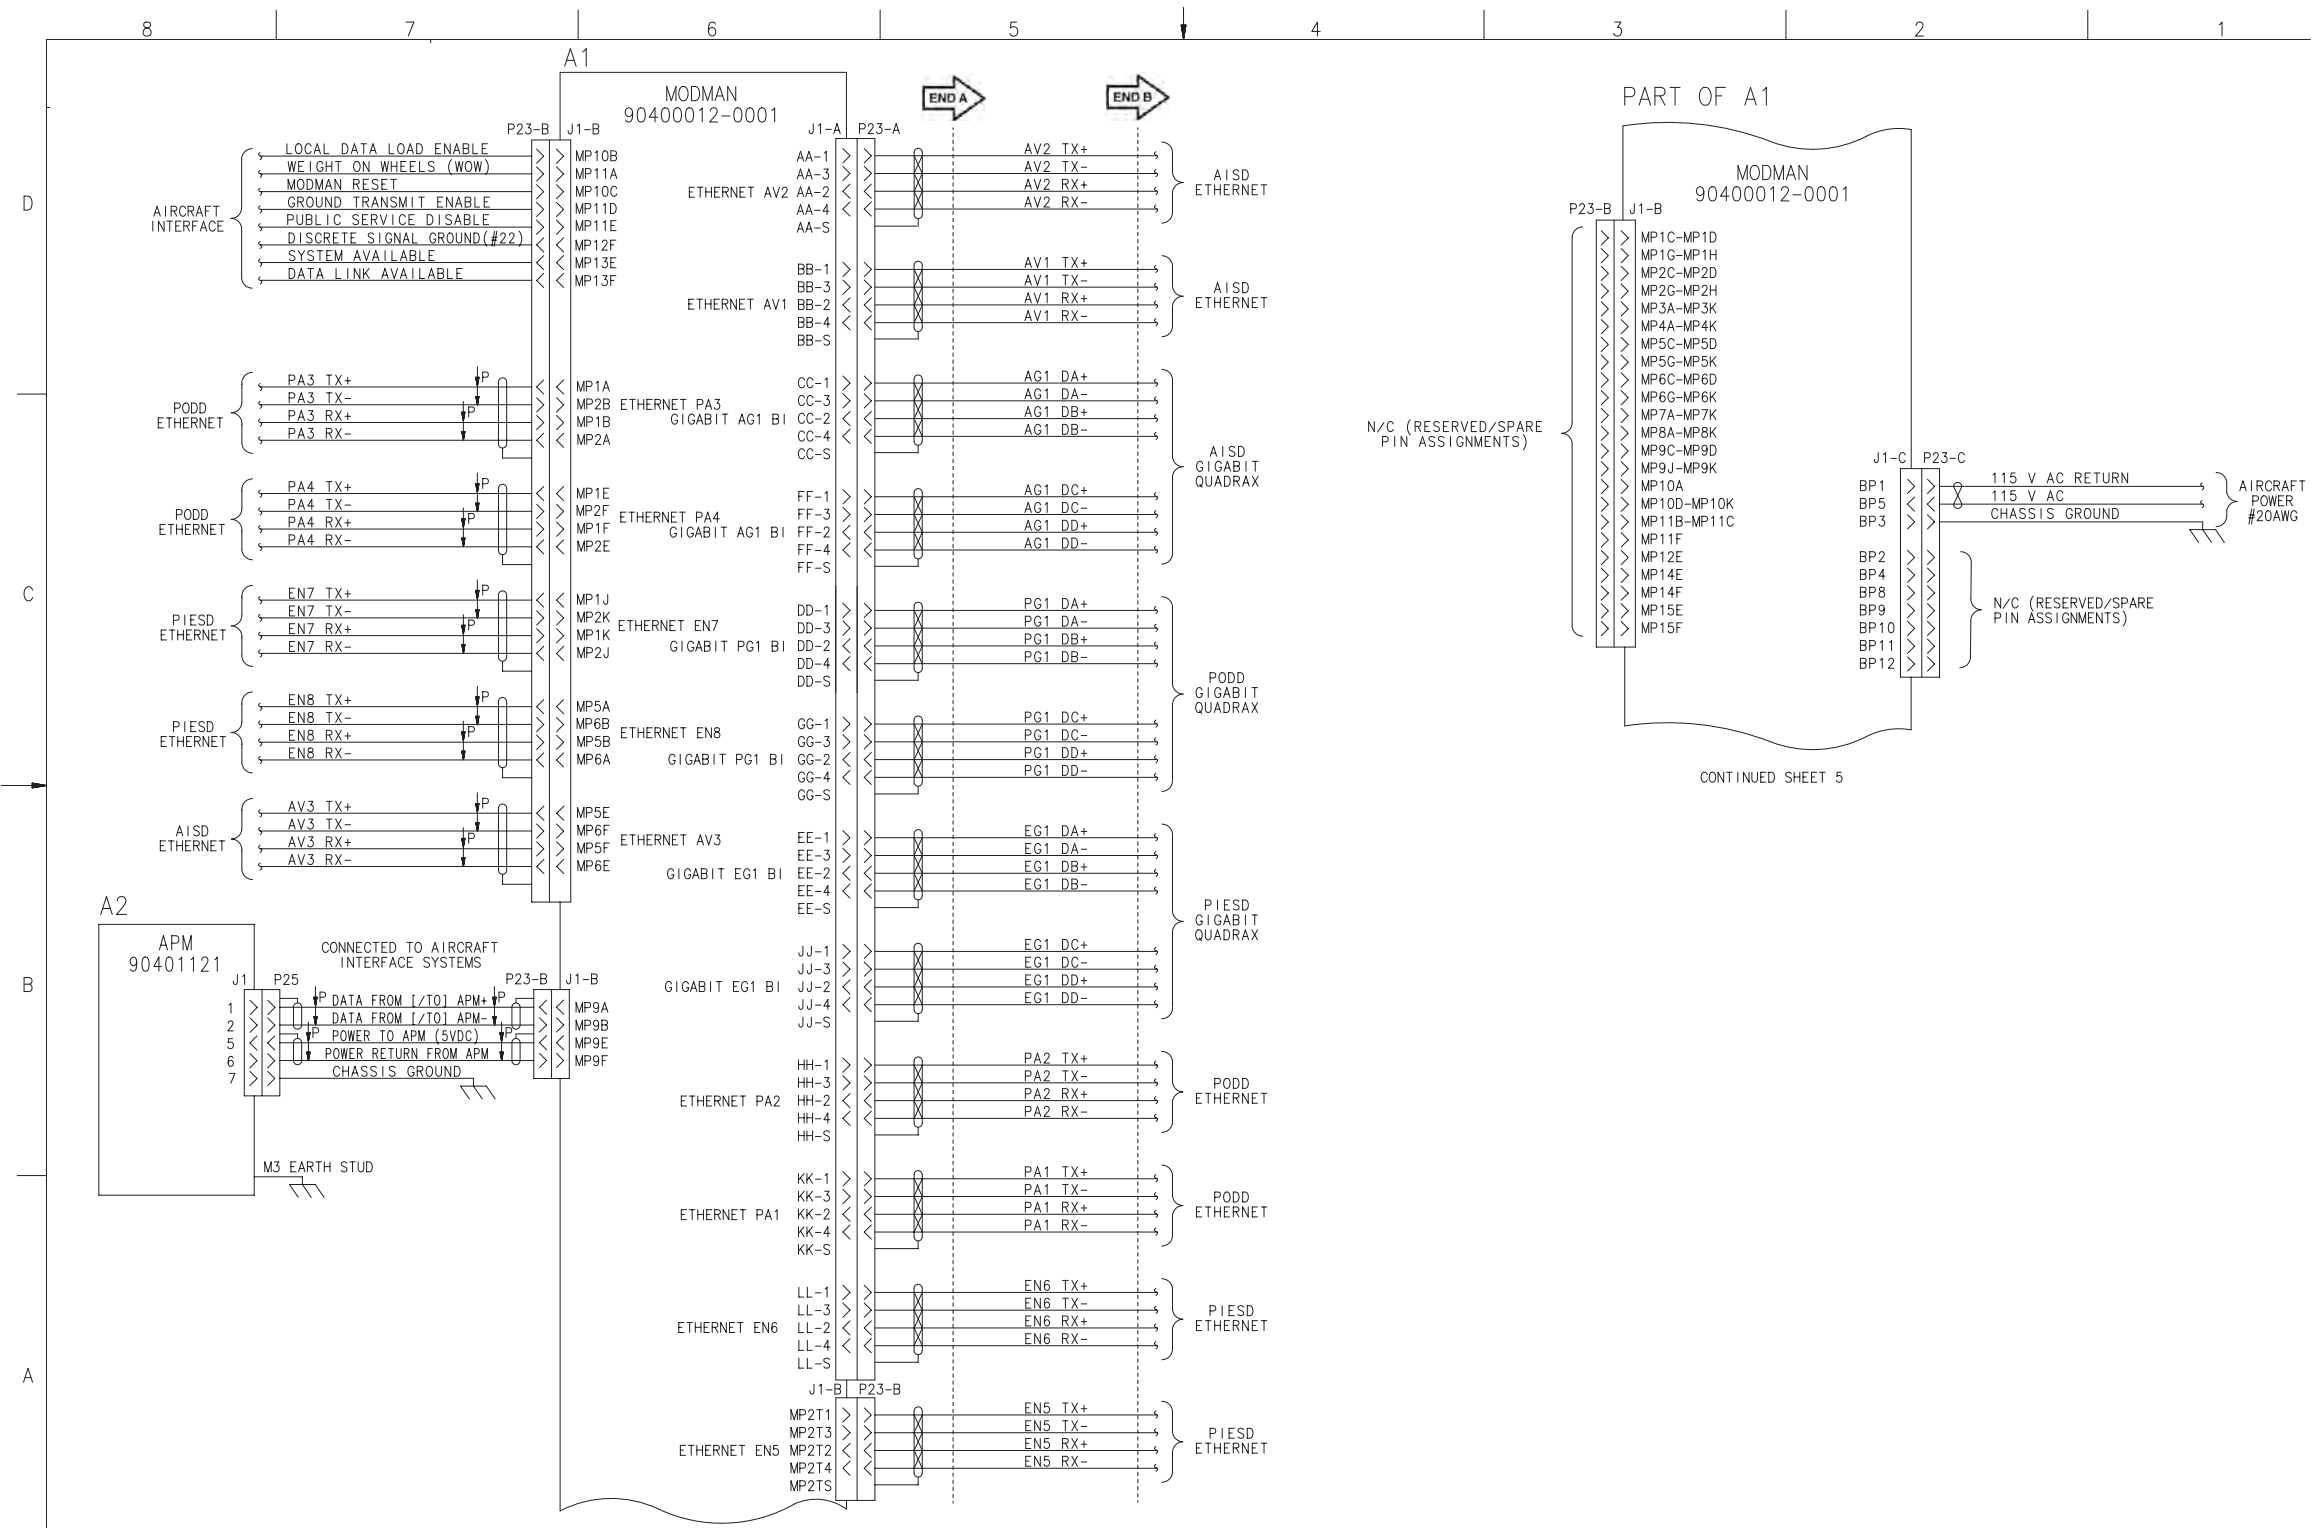 8 7 6 5 4 3 2 1
D
C
B
A
A1
MODMAN
90400012-0001
P23-B J1-B
AIRCRAFT
INTERFACE
LOCAL DATA LOAD ENABLE MP10B
WEIGHT ON WHEELS (WOW) MP11A
MODMAN RESET MP10C
GROUND TRANSMIT ENABLE MP11D
PUBLIC SERVICE DISABLE MP11E
DISCRETE SIGNAL GROUND(#22) MP12F
SYSTEM AVAILABLE MP13E
DATA LINK AVAILABLE MP13F
PODD
ETHERNET
PA3 TX+ P MP1A
PA3 TX- MP2B
PA3 RX+ P MP1B
PA3 RX- MP2A
ETHERNET PA3
PODD
ETHERNET
PA4 TX+ P MP1E
PA4 TX- MP2F
PA4 RX+ P MP1F
PA4 RX- MP2E
ETHERNET PA4
PIESD
ETHERNET
EN7 TX+ P MP1J
EN7 TX- MP2K
EN7 RX+ P MP1K
EN7 RX- MP2J
ETHERNET EN7
PIESD
ETHERNET
EN8 TX+ P MP5A
EN8 TX- MP6B
EN8 RX+ P MP5B
EN8 RX- MP6A
ETHERNET EN8
AISD
ETHERNET
AV3 TX+ P MP5E
AV3 TX- MP6F
AV3 RX+ P MP5F
AV3 RX- MP6E
ETHERNET AV3
A2
APM
90401121
CONNECTED TO AIRCRAFT
INTERFACE SYSTEMS
J1 P25
P23-B J1-B
1 P DATA FROM [/TO] APM+ P MP9A
2 DATA FROM [/TO] APM- MP9B
5 P POWER TO APM (5VDC) P MP9E
6 POWER RETURN FROM APM MP9F
7 CHASSIS GROUND
M3 EARTH STUD
END A
END B
J1-A P23-A
ETHERNET AV2
AA-1 AV2 TX+
AA-3 AV2 TX-
AA-2 AV2 RX+
AA-4 AV2 RX-
AA-S
AISD
ETHERNET
ETHERNET AV1
BB-1 AV1 TX+
BB-3 AV1 TX-
BB-2 AV1 RX+
BB-4 AV1 RX-
BB-S
AISD
ETHERNET
GIGABIT AG1 BI
CC-1 AG1 DA+
CC-3 AG1 DA-
CC-2 AG1 DB+
CC-4 AG1 DB-
CC-S
AISD
GIGABIT
QUADRAX
GIGABIT AG1 BI
FF-1 AG1 DC+
FF-3 AG1 DC-
FF-2 AG1 DD+
FF-4 AG1 DD-
FF-S
GIGABIT PG1 BI
DD-1 PG1 DA+
DD-3 PG1 DA-
DD-2 PG1 DB+
DD-4 PG1 DB-
DD-S
PODD
GIGABIT
QUADRAX
GIGABIT PG1 BI
GG-1 PG1 DC+
GG-3 PG1 DC-
GG-2 PG1 DD+
GG-4 PG1 DD-
GG-S
GIGABIT EG1 BI
EE-1 EG1 DA+
EE-3 EG1 DA-
EE-2 EG1 DB+
EE-4 EG1 DB-
EE-S
PIESD
GIGABIT
QUADRAX
GIGABIT EG1 BI
JJ-1 EG1 DC+
JJ-3 EG1 DC-
JJ-2 EG1 DD+
JJ-4 EG1 DD-
JJ-S
ETHERNET PA2
HH-1 PA2 TX+
HH-3 PA2 TX-
HH-2 PA2 RX+
HH-4 PA2 RX-
HH-S
PODD
ETHERNET
ETHERNET PA1
KK-1 PA1 TX+
KK-3 PA1 TX-
KK-2 PA1 RX+
KK-4 PA1 RX-
KK-S
PODD
ETHERNET
ETHERNET EN6
LL-1 EN6 TX+
LL-3 EN6 TX-
LL-2 EN6 RX+
LL-4 EN6 RX-
LL-S
PIESD
ETHERNET
J1-B P23-B
ETHERNET EN5
MP2T1 EN5 TX+
MP2T3 EN5 TX-
MP2T2 EN5 RX+
MP2T4 EN5 RX-
MP2TS
PIESD
ETHERNET
PART OF A1
MODMAN
90400012-0001
P23-B J1-B
N/C (RESERVED/SPARE
PIN ASSIGNMENTS)
MP1C-MP1D
MP1G-MP1H
MP2C-MP2D
MP2G-MP2H
MP3A-MP3K
MP4A-MP4K
MP5C-MP5D
MP5G-MP5K
MP6C-MP6D
MP6G-MP6K
MP7A-MP7K
MP8A-MP8K
MP9C-MP9D
MP9J-MP9K
MP10A
MP10D-MP10K
MP11B-MP11C
MP11F
MP12E
MP14E
MP14F
MP15E
MP15F
J1-C P23-C
BP1 115 V AC RETURN
BP5 115 V AC
BP3 CHASSIS GROUND
AIRCRAFT
POWER
#20AWG
BP2
BP4
BP8
BP9
BP10
BP11
BP12
N/C (RESERVED/SPARE
PIN ASSIGNMENTS)
CONTINUED SHEET 5